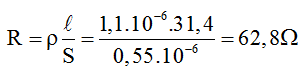 R = ρ ℓ/S = 1,1.10⁻⁶.31,4/0,55.10⁻⁶ = 62,8Ω